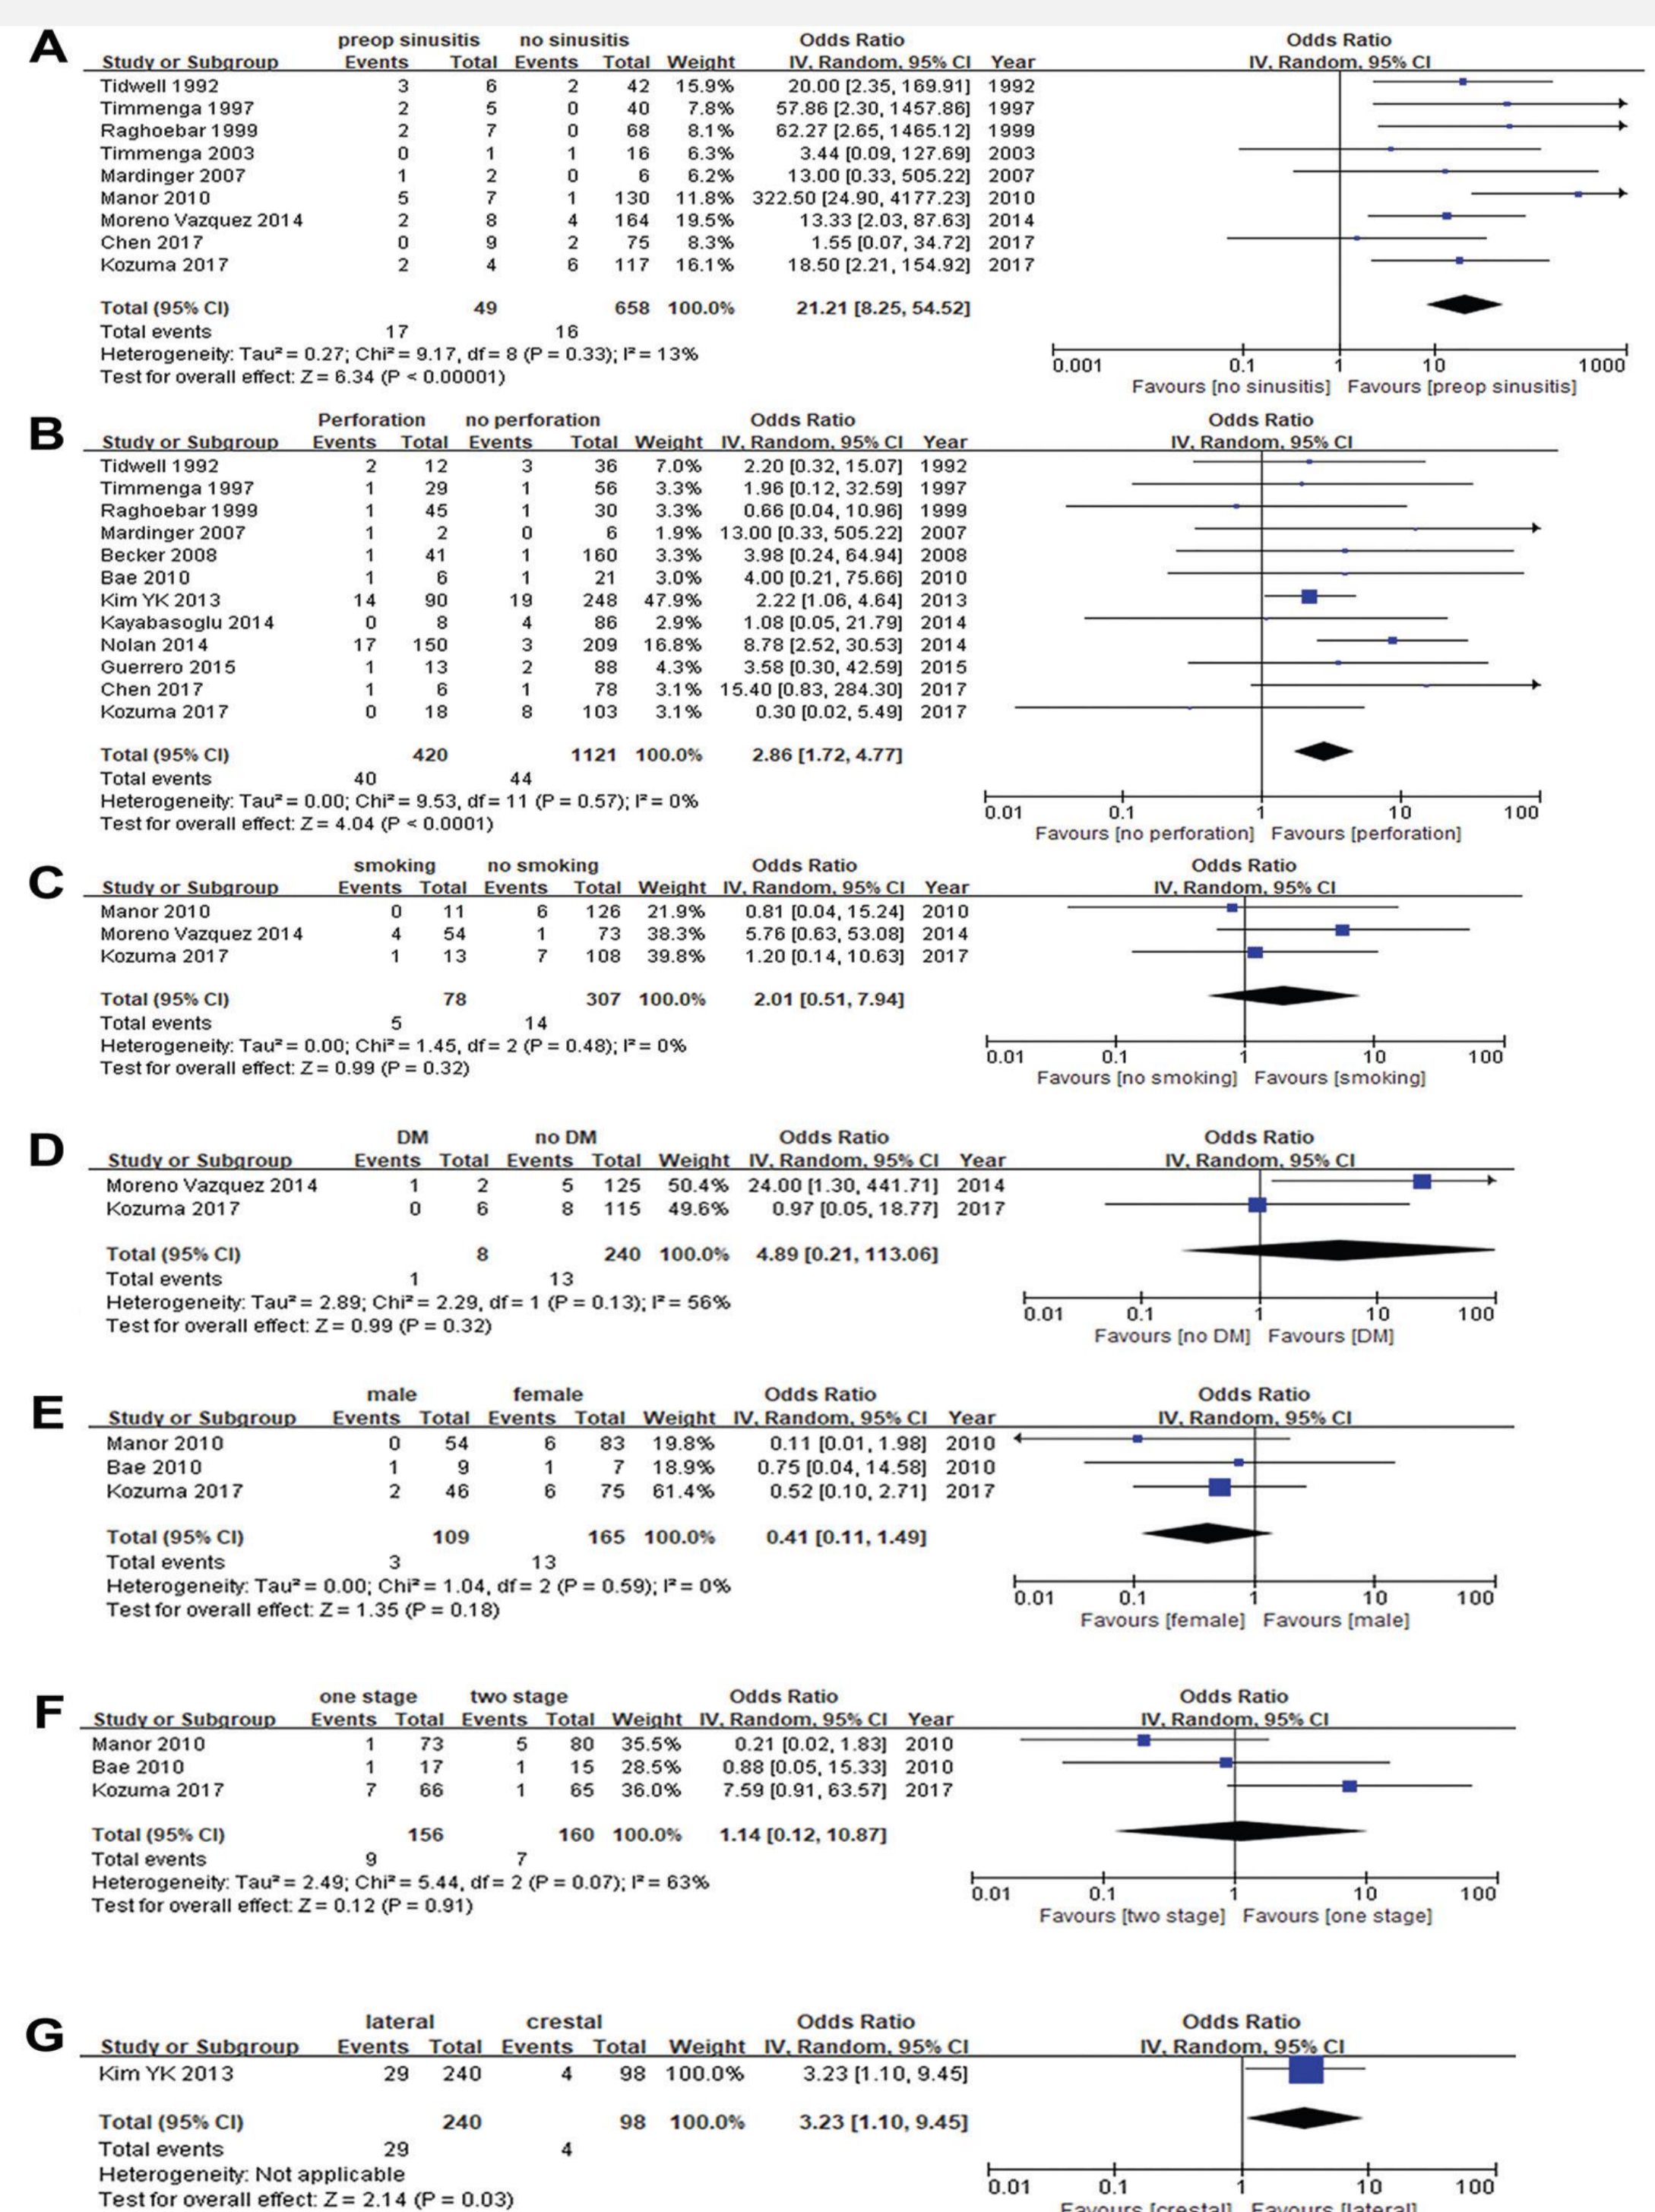 A
preop sinusitis no sinusitis Odds Ratio Odds Ratio
Study or Subgroup Events Total Events Total Weight IV, Random, 95% CI Year IV, Random, 95% CI
Tidwell 1992 3 6 2 42 15.9% 20.00 [2.35, 169.91] 1992
Timmenga 1997 2 5 0 40 7.8% 57.86 [2.30, 1457.86] 1997
Raghoebar 1999 2 7 0 68 8.1% 62.27 [2.65, 1465.12] 1999
Timmenga 2003 0 1 1 16 6.3% 3.44 [0.09, 127.69] 2003
Mardinger 2007 1 2 0 6 6.2% 13.00 [0.33, 505.22] 2007
Manor 2010 5 7 1 130 11.8% 322.50 [24.90, 4177.23] 2010
Moreno Vazquez 2014 2 8 4 164 19.5% 13.33 [2.03, 87.63] 2014
Chen 2017 0 9 2 75 8.3% 1.55 [0.07, 34.72] 2017
Kozuma 2017 2 4 6 117 16.1% 18.50 [2.21, 154.92] 2017
Total (95% CI) 49 658 100.0% 21.21 [8.25, 54.52]
Total events 17 16
Heterogeneity: Tau² = 0.27; Chi² = 9.17, df = 8 (P = 0.33); I² = 13%
Test for overall effect: Z = 6.34 (P < 0.00001)
0.001 0.1 1 10 1000
Favours [no sinusitis] Favours [preop sinusitis]
B
Perforation no perforation Odds Ratio Odds Ratio
Study or Subgroup Events Total Events Total Weight IV, Random, 95% CI Year IV, Random, 95% CI
Tidwell 1992 2 12 3 36 7.0% 2.20 [0.32, 15.07] 1992
Timmenga 1997 1 29 1 56 3.3% 1.96 [0.12, 32.59] 1997
Raghoebar 1999 1 45 1 30 3.3% 0.66 [0.04, 10.96] 1999
Mardinger 2007 1 2 0 6 1.9% 13.00 [0.33, 505.22] 2007
Becker 2008 1 41 1 160 3.3% 3.98 [0.24, 64.94] 2008
Bae 2010 1 6 1 21 3.0% 4.00 [0.21, 75.66] 2010
Kim YK 2013 14 90 19 248 47.9% 2.22 [1.06, 4.64] 2013
Kayabasoglu 2014 0 8 4 86 2.9% 1.08 [0.05, 21.79] 2014
Nolan 2014 17 150 3 209 16.8% 8.78 [2.52, 30.53] 2014
Guerrero 2015 1 13 2 88 4.3% 3.58 [0.30, 42.59] 2015
Chen 2017 1 6 1 78 3.1% 15.40 [0.83, 284.30] 2017
Kozuma 2017 0 18 8 103 3.1% 0.30 [0.02, 5.49] 2017
Total (95% CI) 420 1121 100.0% 2.86 [1.72, 4.77]
Total events 40 44
Heterogeneity: Tau² = 0.00; Chi² = 9.53, df = 11 (P = 0.57); I² = 0%
Test for overall effect: Z = 4.04 (P < 0.0001)
0.01 0.1 1 10 100
Favours [no perforation] Favours [perforation]
C
smoking no smoking Odds Ratio Odds Ratio
Study or Subgroup Events Total Events Total Weight IV, Random, 95% CI Year IV, Random, 95% CI
Manor 2010 0 11 6 126 21.9% 0.81 [0.04, 15.24] 2010
Moreno Vazquez 2014 4 54 1 73 38.3% 5.76 [0.63, 53.08] 2014
Kozuma 2017 1 13 7 108 39.8% 1.20 [0.14, 10.63] 2017
Total (95% CI) 78 307 100.0% 2.01 [0.51, 7.94]
Total events 5 14
Heterogeneity: Tau² = 0.00; Chi² = 1.45, df = 2 (P = 0.48); I² = 0%
Test for overall effect: Z = 0.99 (P = 0.32)
0.01 0.1 1 10 100
Favours [no smoking] Favours [smoking]
D
DM no DM Odds Ratio Odds Ratio
Study or Subgroup Events Total Events Total Weight IV, Random, 95% CI Year IV, Random, 95% CI
Moreno Vazquez 2014 1 2 5 125 50.4% 24.00 [1.30, 441.71] 2014
Kozuma 2017 0 6 8 115 49.6% 0.97 [0.05, 18.77] 2017
Total (95% CI) 8 240 100.0% 4.89 [0.21, 113.06]
Total events 1 13
Heterogeneity: Tau² = 2.89; Chi² = 2.29, df = 1 (P = 0.13); I² = 56%
Test for overall effect: Z = 0.99 (P = 0.32)
0.01 0.1 1 10 100
Favours [no DM] Favours [DM]
E
male female Odds Ratio Odds Ratio
Study or Subgroup Events Total Events Total Weight IV, Random, 95% CI Year IV, Random, 95% CI
Manor 2010 0 54 6 83 19.8% 0.11 [0.01, 1.98] 2010
Bae 2010 1 9 1 7 18.9% 0.75 [0.04, 14.58] 2010
Kozuma 2017 2 46 6 75 61.4% 0.52 [0.10, 2.71] 2017
Total (95% CI) 109 165 100.0% 0.41 [0.11, 1.49]
Total events 3 13
Heterogeneity: Tau² = 0.00; Chi² = 1.04, df = 2 (P = 0.59); I² = 0%
Test for overall effect: Z = 1.35 (P = 0.18)
0.01 0.1 1 10 100
Favours [female] Favours [male]
F
one stage two stage Odds Ratio Odds Ratio
Study or Subgroup Events Total Events Total Weight IV, Random, 95% CI Year IV, Random, 95% CI
Manor 2010 1 73 5 80 35.5% 0.21 [0.02, 1.83] 2010
Bae 2010 1 17 1 15 28.5% 0.88 [0.05, 15.33] 2010
Kozuma 2017 7 66 1 65 36.0% 7.59 [0.91, 63.57] 2017
Total (95% CI) 156 160 100.0% 1.14 [0.12, 10.87]
Total events 9 7
Heterogeneity: Tau² = 2.49; Chi² = 5.44, df = 2 (P = 0.07); I² = 63%
Test for overall effect: Z = 0.12 (P = 0.91)
0.01 0.1 1 10 100
Favours [two stage] Favours [one stage]
G
lateral crestal Odds Ratio Odds Ratio
Study or Subgroup Events Total Events Total Weight IV, Random, 95% CI IV, Random, 95% CI
Kim YK 2013 29 240 4 98 100.0% 3.23 [1.10, 9.45]
Total (95% CI) 240 98 100.0% 3.23 [1.10, 9.45]
Total events 29 4
Heterogeneity: Not applicable
Test for overall effect: Z = 2.14 (P = 0.03)
0.01 0.1 1 10 100
Favours [crestal] Favours [lateral]